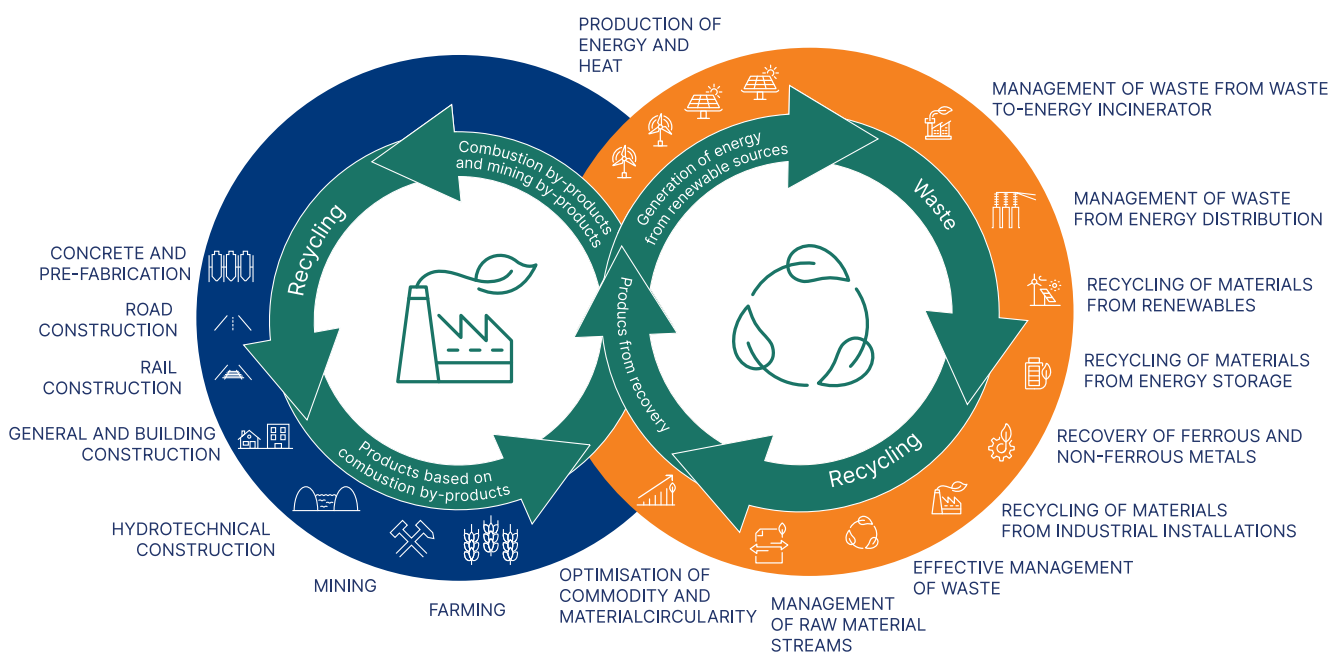 PRODUCTION OF
ENERGY AND
HEAT
MANAGEMENT OF WASTE FROM WASTE
TO-ENERGY INCINERATOR
MANAGEMENT OF WASTE
FROM ENERGY DISTRIBUTION
RECYCLING OF MATERIALS
FROM RENEWABLES
RECYCLING OF MATERIALS
FROM ENERGY STORAGE
RECOVERY OF FERROUS AND
NON-FERROUS METALS
RECYCLING OF MATERIALS
FROM INDUSTRIAL INSTALLATIONS
EFFECTIVE MANAGEMENT
OF WASTE
MANAGEMENT
OF RAW MATERIAL
STREAMS
OPTIMISATION OF
COMMODITY AND
MATERIALCIRCULARITY
FARMING
MINING
HYDROTECHNICAL
CONSTRUCTION
GENERAL AND BUILDING
CONSTRUCTION
RAIL
CONSTRUCTION
ROAD
CONSTRUCTION
CONCRETE AND
PRE-FABRICATION
Combustion by-products
and mining by-products
Recycling
Products based on
combustion by-products
Producs from recovery
Generation of energy
from renewable sources
Waste
Recycling